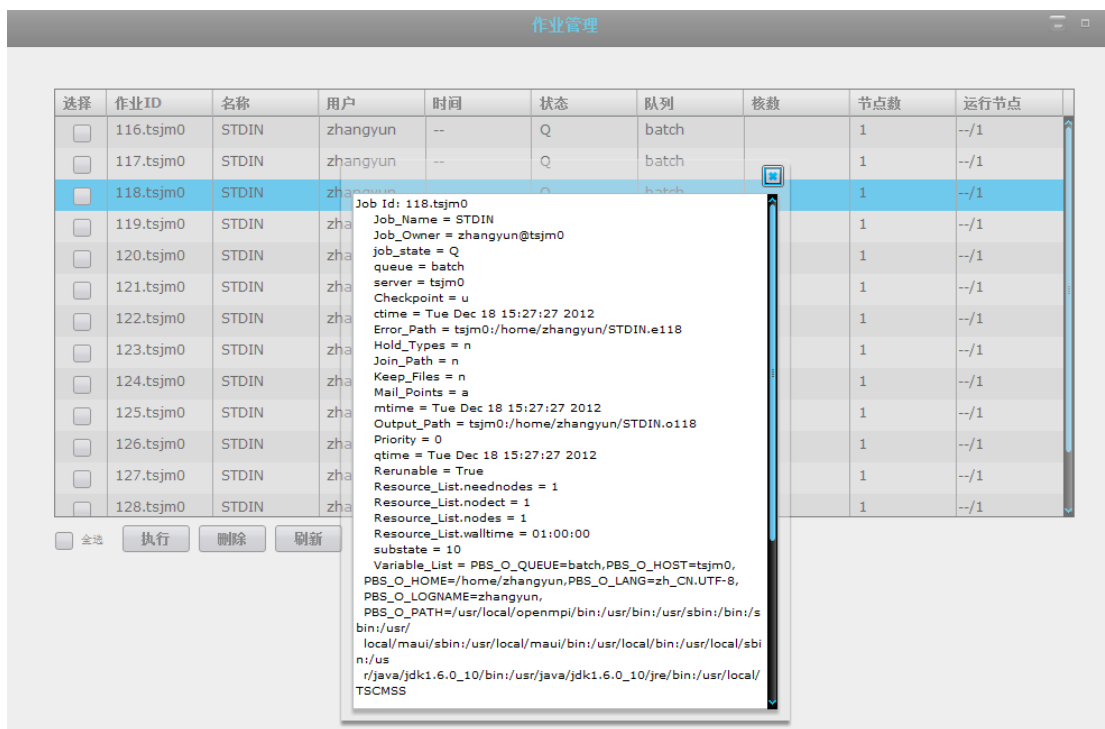 作业管理
选择 作业ID 名称 用户 时间 状态 队列 核数 节点数 运行节点
116.tsjm0 STDIN zhangyun -- Q batch 1 --/1
117.tsjm0 STDIN zhangyun -- Q batch 1 --/1
118.tsjm0 STDIN zhangyun Q batch 1 --/1
119.tsjm0 STDIN zha 1 --/1
120.tsjm0 STDIN zha 1 --/1
121.tsjm0 STDIN zha 1 --/1
122.tsjm0 STDIN zha 1 --/1
123.tsjm0 STDIN zha 1 --/1
124.tsjm0 STDIN zha 1 --/1
125.tsjm0 STDIN zha 1 --/1
126.tsjm0 STDIN zha 1 --/1
127.tsjm0 STDIN zha 1 --/1
128.tsjm0 STDIN zha 1 --/1
全选 执行 删除 刷新
Job Id: 118.tsjm0
Job_Name = STDIN
Job_Owner = zhangyun@tsjm0
job_state = Q
queue = batch
server = tsjm0
Checkpoint = u
ctime = Tue Dec 18 15:27:27 2012
Error_Path = tsjm0:/home/zhangyun/STDIN.e118
Hold_Types = n
Join_Path = n
Keep_Files = n
Mail_Points = a
mtime = Tue Dec 18 15:27:27 2012
Output_Path = tsjm0:/home/zhangyun/STDIN.o118
Priority = 0
qtime = Tue Dec 18 15:27:27 2012
Rerunable = True
Resource_List.neednodes = 1
Resource_List.nodect = 1
Resource_List.nodes = 1
Resource_List.walltime = 01:00:00
substate = 10
Variable_List = PBS_O_QUEUE=batch,PBS_O_HOST=tsjm0,
PBS_O_HOME=/home/zhangyun,PBS_O_LANG=zh_CN.UTF-8,
PBS_O_LOGNAME=zhangyun,
PBS_O_PATH=/usr/local/openmpi/bin:/usr/bin:/usr/sbin:/bin:/s
bin:/usr/
local/maui/sbin:/usr/local/maui/bin:/usr/local/bin:/usr/local/sbi
n:/us
r/java/jdk1.6.0_10/bin:/usr/java/jdk1.6.0_10/jre/bin:/usr/local/
TSCMSS